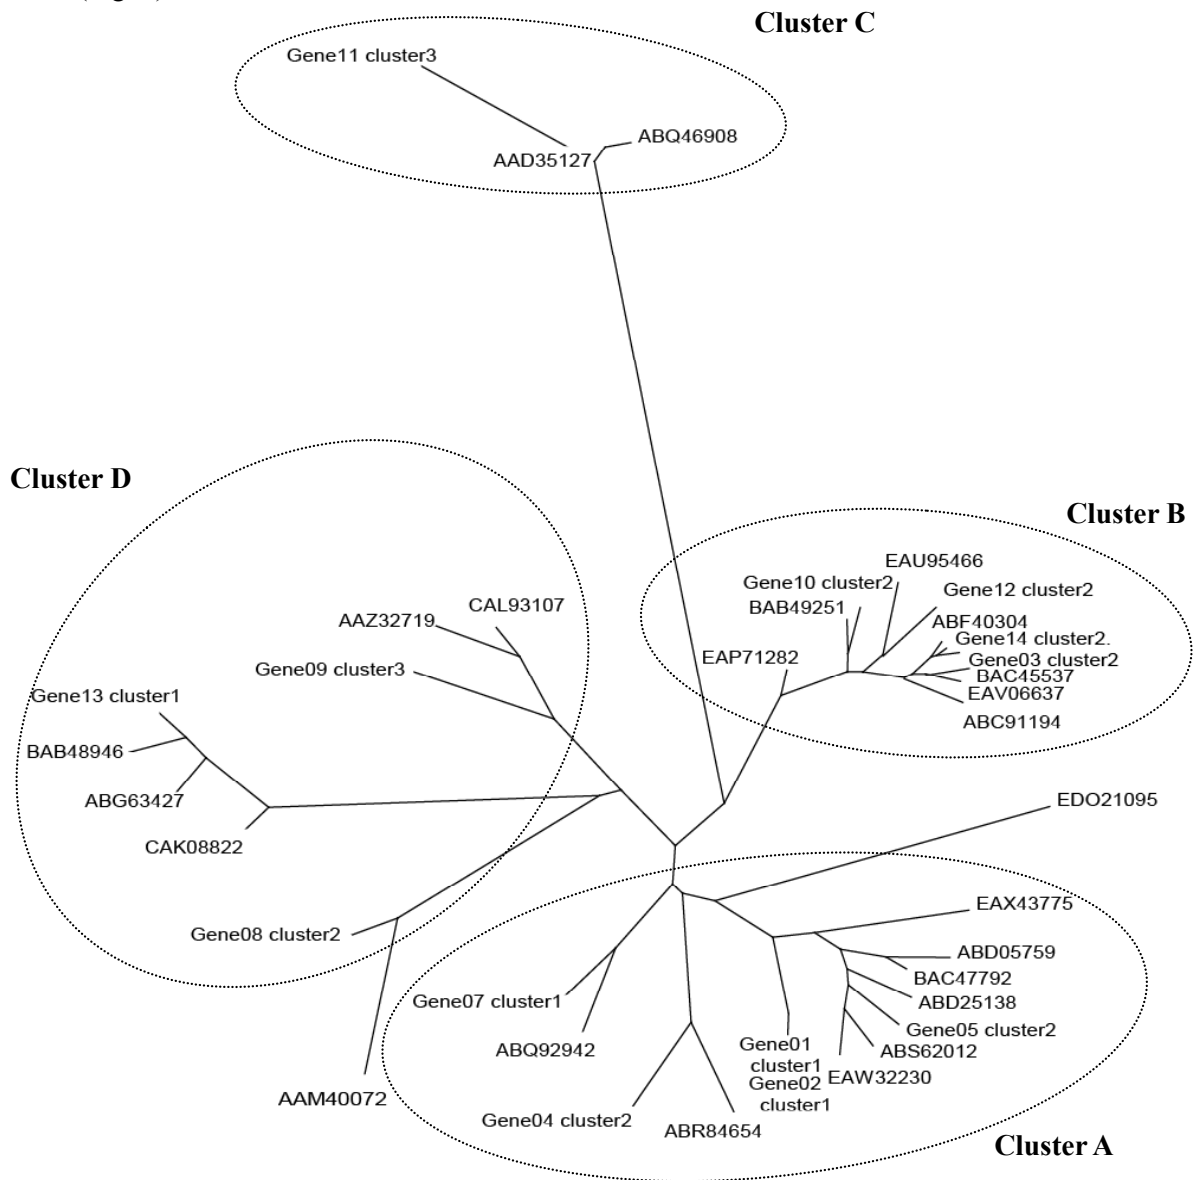 Cluster C
Gene11 cluster3
ABQ46908
AAD35127
Cluster D
Cluster B
EAU95466
Gene10 cluster2
Gene12 cluster2
BAB49251
ABF40304
CAL93107
AAZ32719
Gene14 cluster2.
EAP71282
Gene03 cluster2
Gene09 cluster3
BAC45537
EAV06637
Gene13 cluster1
ABC91194
BAB48946
ABG63427
EDO21095
CAK08822
EAX43775
Gene08 cluster2
ABD05759
BAC47792
Gene07 cluster1
ABD25138
Gene05 cluster2
ABQ92942
Gene01
cluster1
ABS62012
Gene02
cluster1
EAW32230
AAM40072
Gene04 cluster2
ABR84654
Cluster A